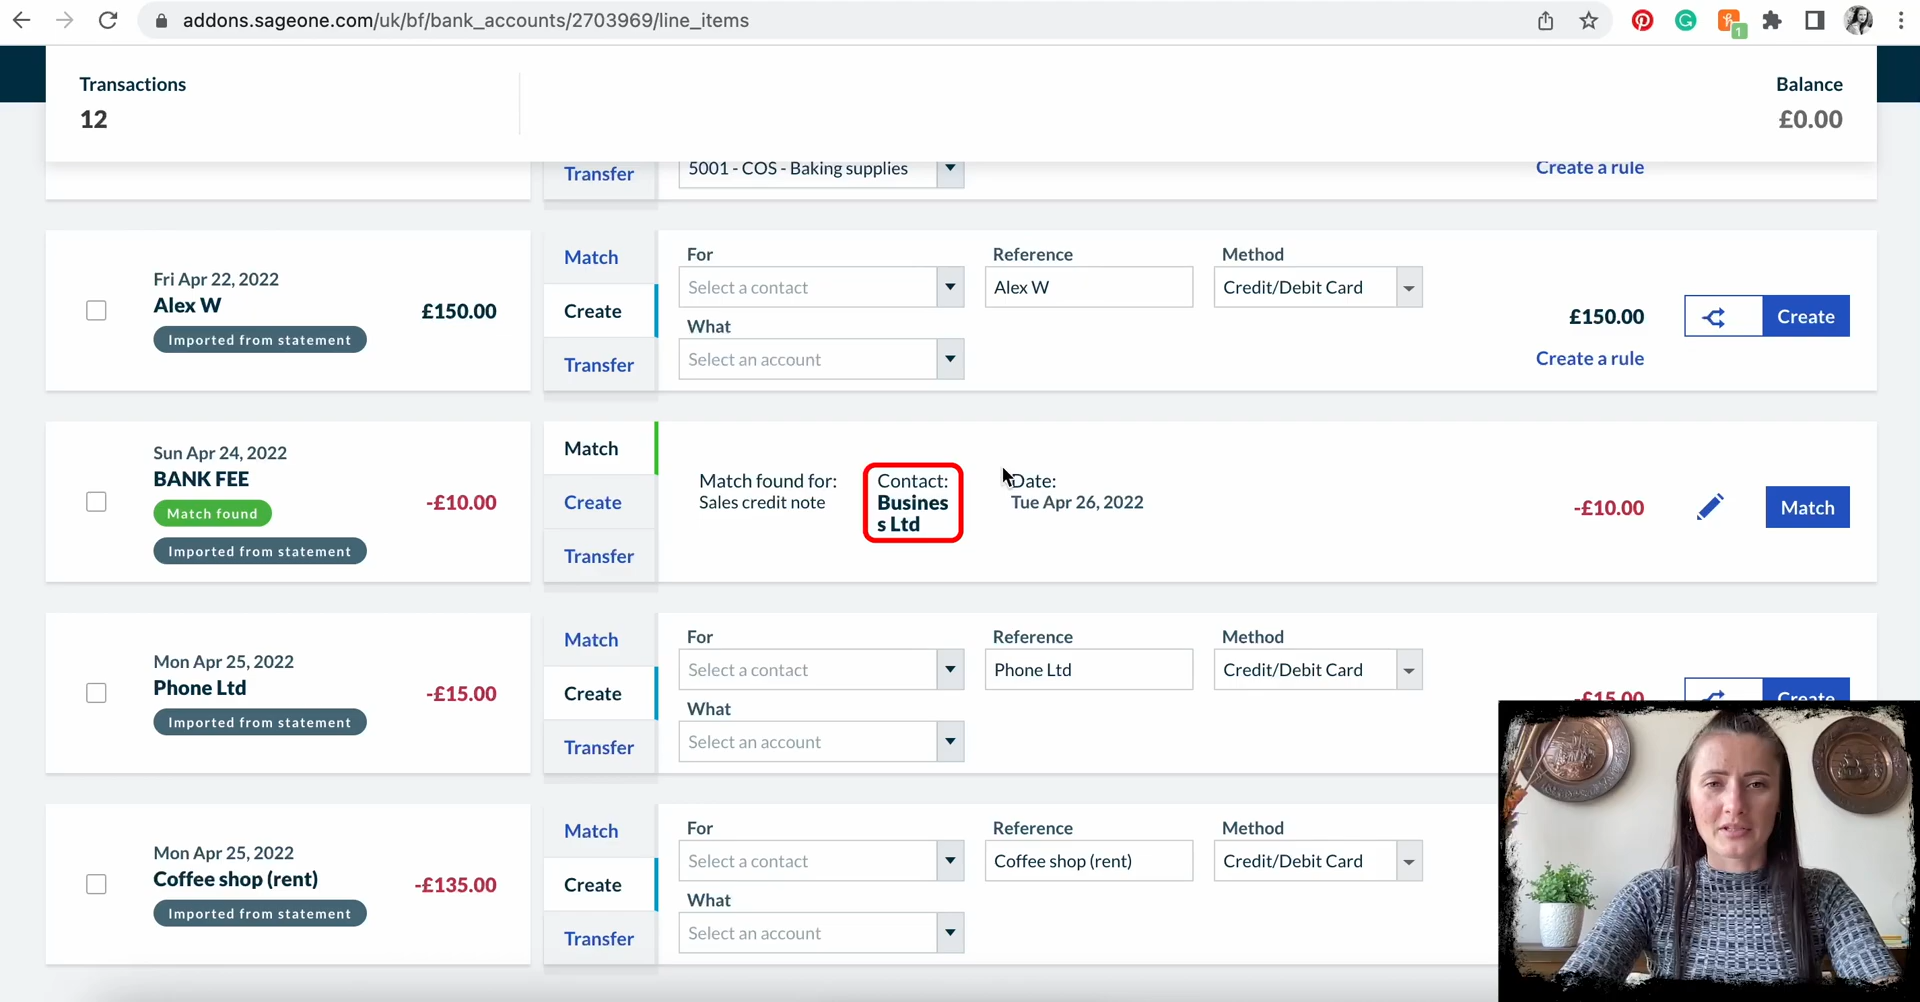 addons.sageone.com/uk/bf/bank_accounts/2703969/line_items
1
Transactions
12
Balance
£0.00
Transfer
5001 - COS - Baking supplies
Create a rule
Fri Apr 22, 2022
Alex W
Imported from statement
£150.00
Match
Create
Transfer
For
Select a contact
What
Select an account
Reference
Alex W
Method
Credit/Debit Card
£150.00
Create a rule
Create
Sun Apr 24, 2022
BANK FEE
Match found
Imported from statement
-£10.00
Match
Create
Transfer
Match found for:
Sales credit note
Contact:
Busines
s Ltd
Date:
Tue Apr 26, 2022
-£10.00
Match
Mon Apr 25, 2022
Phone Ltd
Imported from statement
-£15.00
Match
Create
Transfer
For
Select a contact
What
Select an account
Reference
Phone Ltd
Method
Credit/Debit Card
-£15.00
Create
Mon Apr 25, 2022
Coffee shop (rent)
Imported from statement
-£135.00
Match
Create
Transfer
For
Select a contact
What
Select an account
Reference
Coffee shop (rent)
Method
Credit/Debit Card